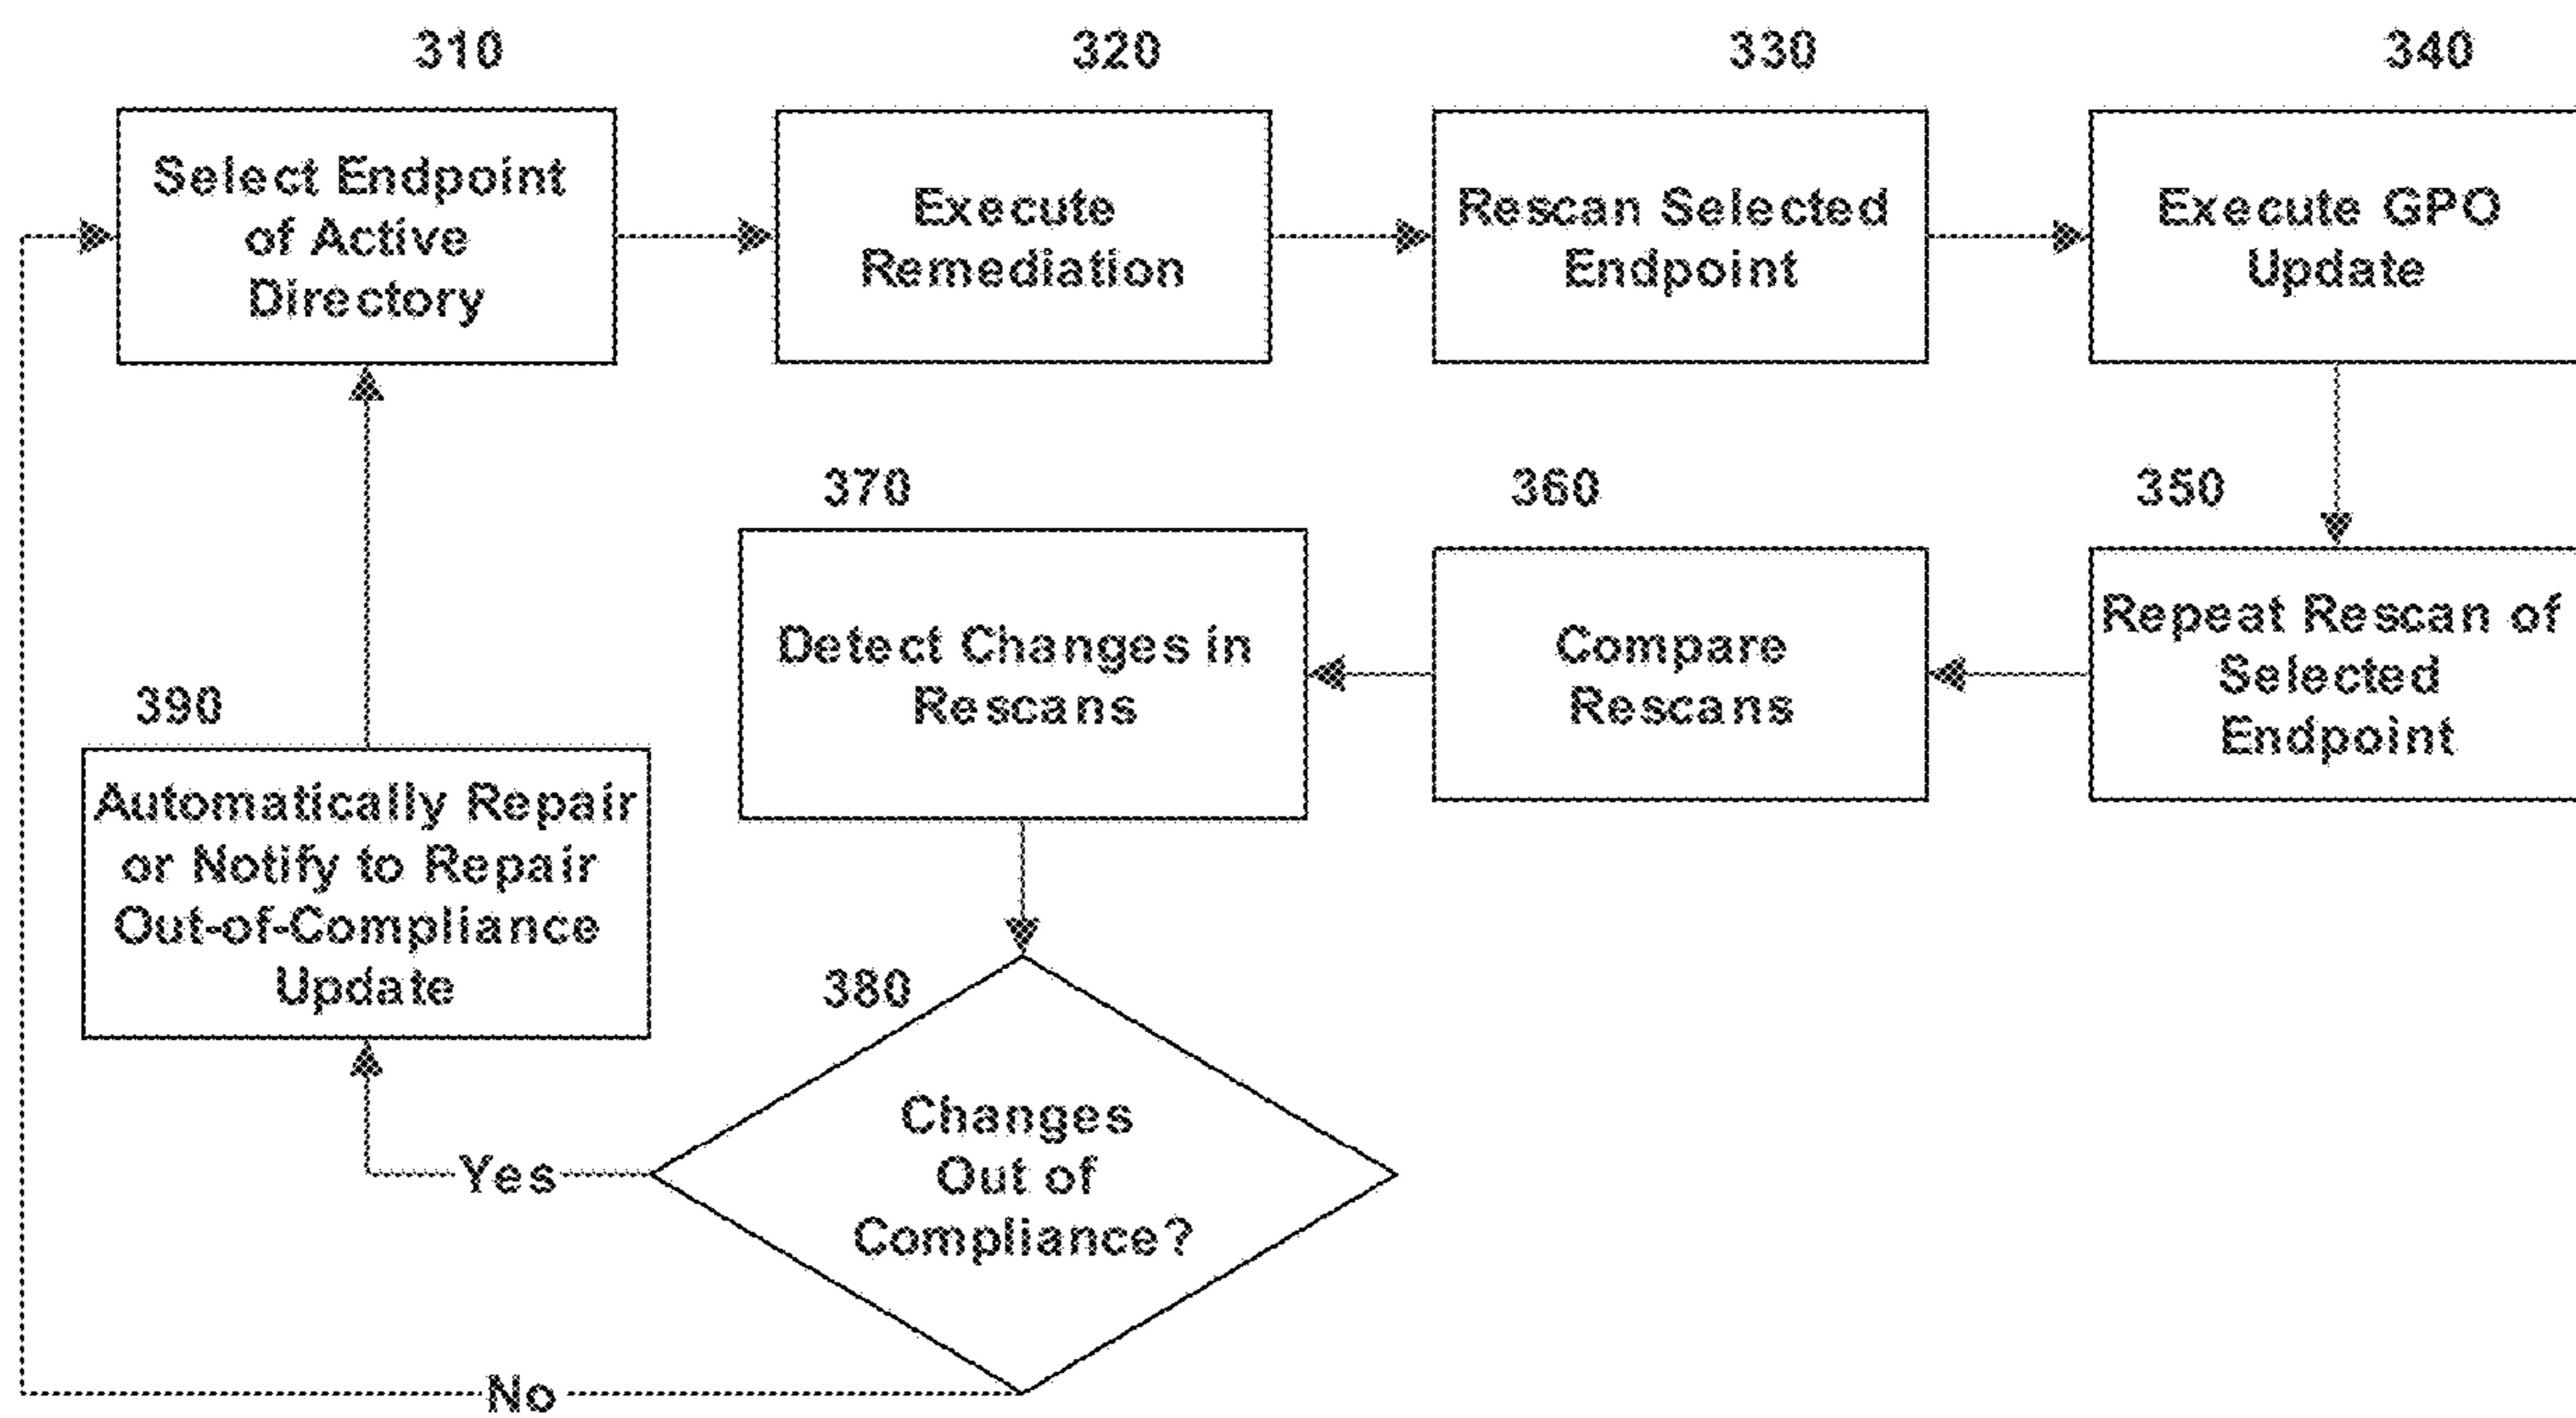 310
320
330
340
Select Endpoint
of Active
Directory
Execute
Remediation
Rescan Selected
Endpoint
Execute GPO
Update
370
360
350
Detect Changes in
Rescans
Compare
Rescans
Repeat Rescan of
Selected
Endpoint
390
Automatically Repair
or Notify to Repair
Out-of-Compliance
Update
380
Changes
Out of
Compliance?
Yes
No